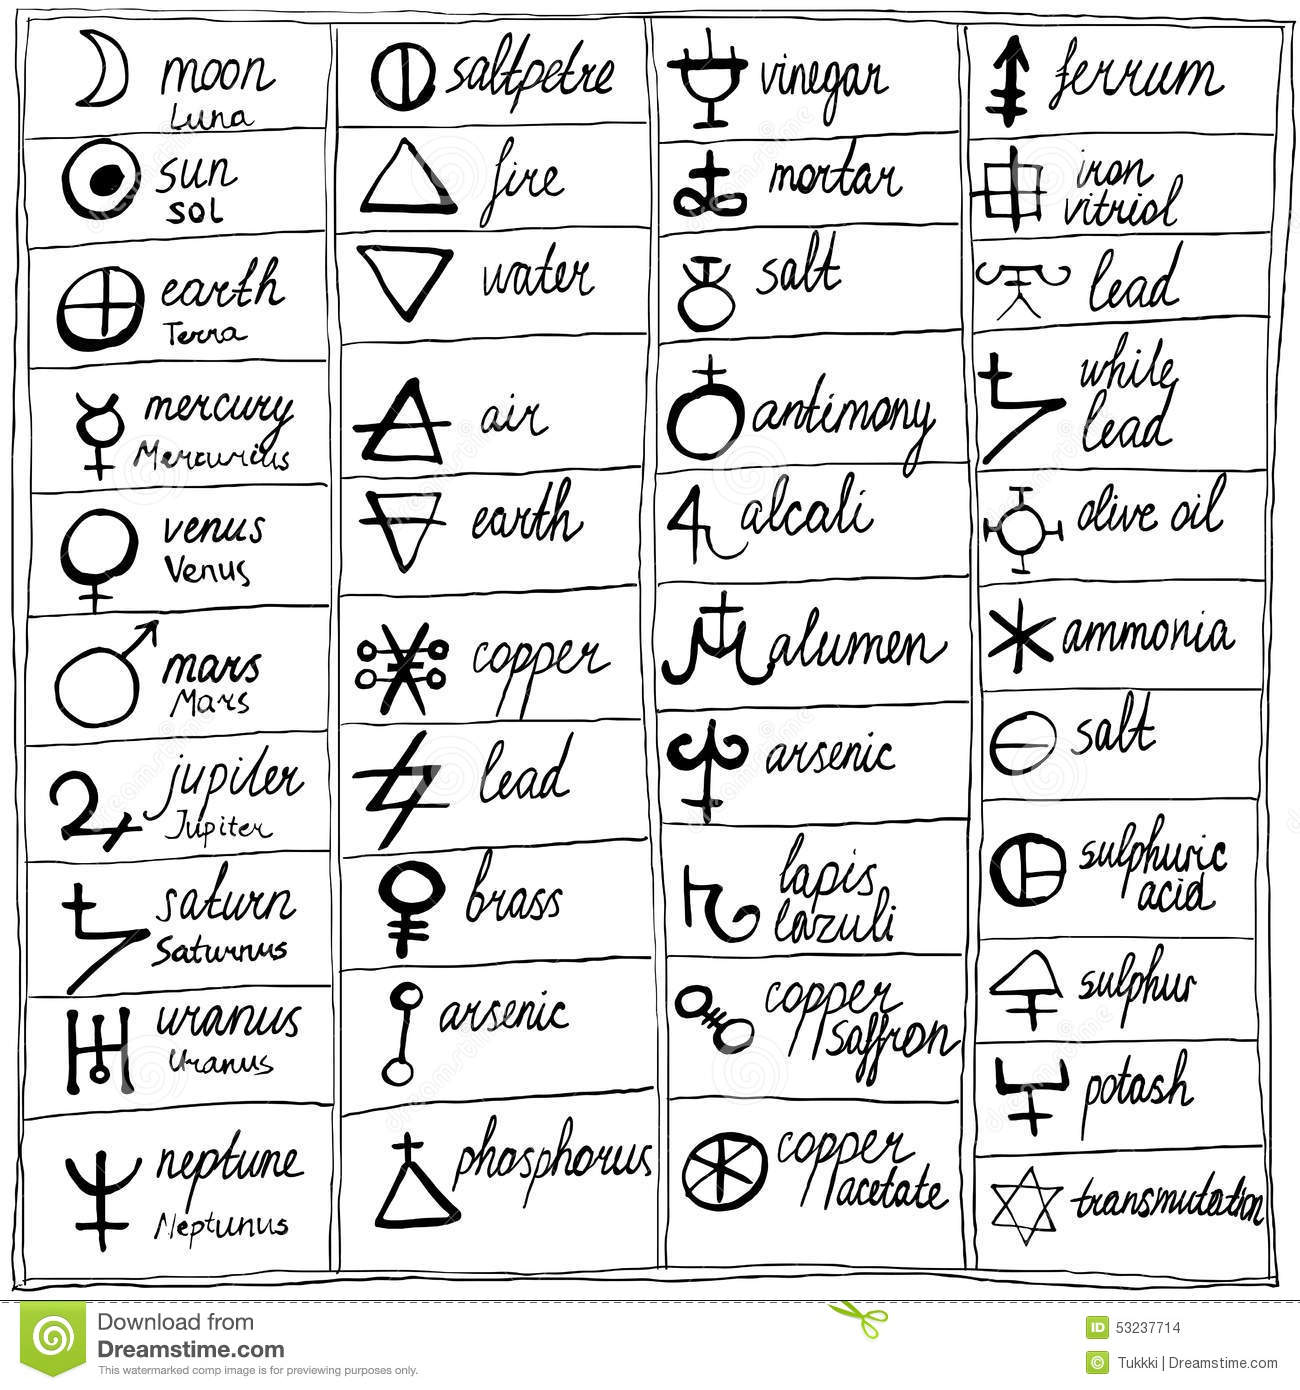 moon
Luna
sun
sol
earth
Terra
mercury
Mercurius
venus
Venus
mars
Mars
jupiter
Jupiter
saturn
Saturnus
uranus
Uranus
neptune
Neptunus
saltpetre
fire
water
air
earth
copper
lead
brass
arsenic
phosphorus
vinegar
mortar
salt
antimony
alcali
alumen
arsenic
lapis
lazuli
copper
saffron
copper
acetate
ferrum
iron
vitriol
lead
while
lead
olive oil
ammonia
salt
sulphuric
acid
sulphur
potash
transmutation
Download from
Dreamstime.com
This watermarked comp image is for previewing purposes only.
ID 53237714
© Tukkki | Dreamstime.com